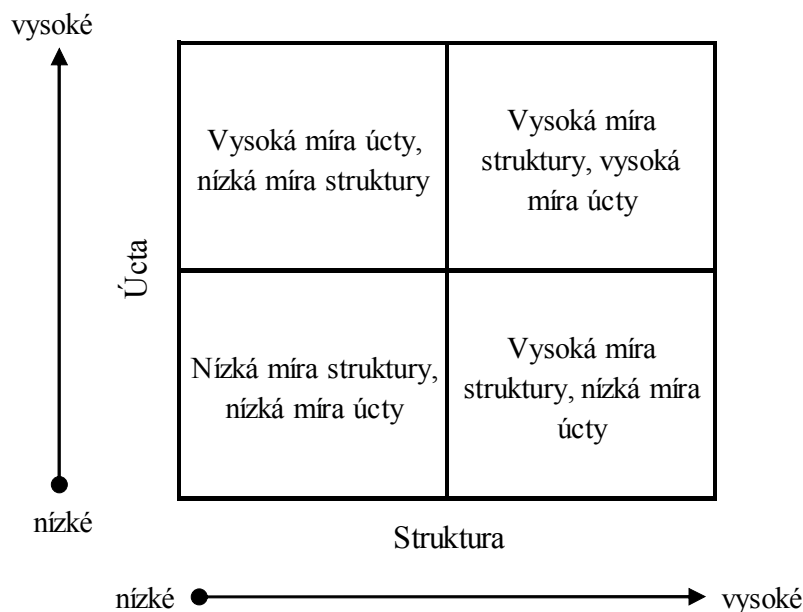 vysoké
Vysoká míra úcty,
nízká míra struktury
Vysoká míra
struktury, vysoká
míra úcty
Úcta
Nízká míra struktury,
nízká míra úcty
Vysoká míra
struktury, nízká míra
úcty
nízké
Struktura
nízké
vysoké